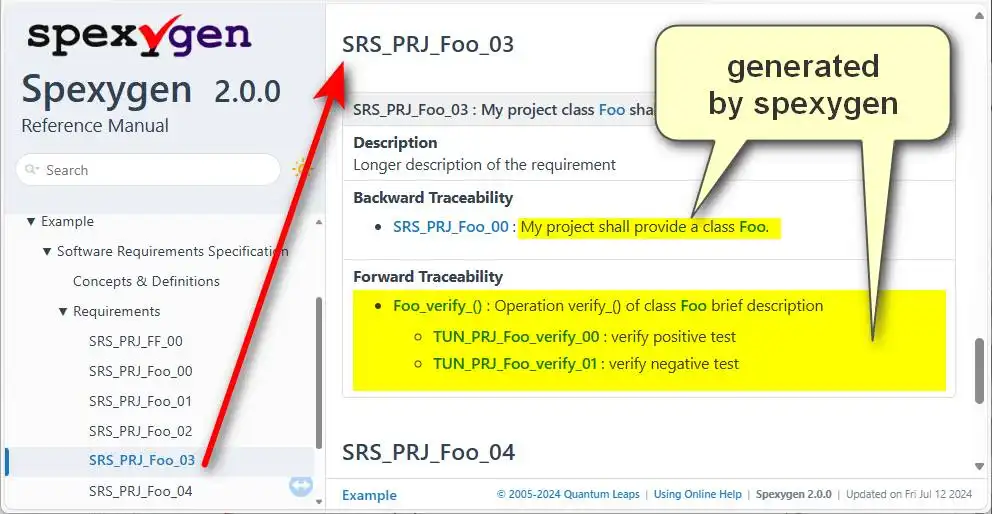 spexygen
Spexygen 2.0.0
Reference Manual
Search
Example
Software Requirements Specification
Concepts & Definitions
Requirements
SRS_PRJ_FF_00
SRS_PRJ_Foo_00
SRS_PRJ_Foo_01
SRS_PRJ_Foo_02
SRS_PRJ_Foo_03
SRS_PRJ_Foo_04
SRS_PRJ_Foo_03
generated
by spexygen
SRS_PRJ_Foo_03 : My project class Foo
Description
Longer description of the requirement
Backward Traceability
SRS_PRJ_Foo_00 : My project shall provide a class Foo.
Forward Traceability
Foo_verify_() : Operation verify_() of class Foo brief description
TUN_PRJ_Foo_verify_00 : verify positive test
TUN_PRJ_Foo_verify_01 : verify negative test
SRS_PRJ_Foo_04
Example
© 2005-2024 Quantum Leaps | Using Online Help | Spexygen 2.0.0 | Updated on Fri Jul 12 2024